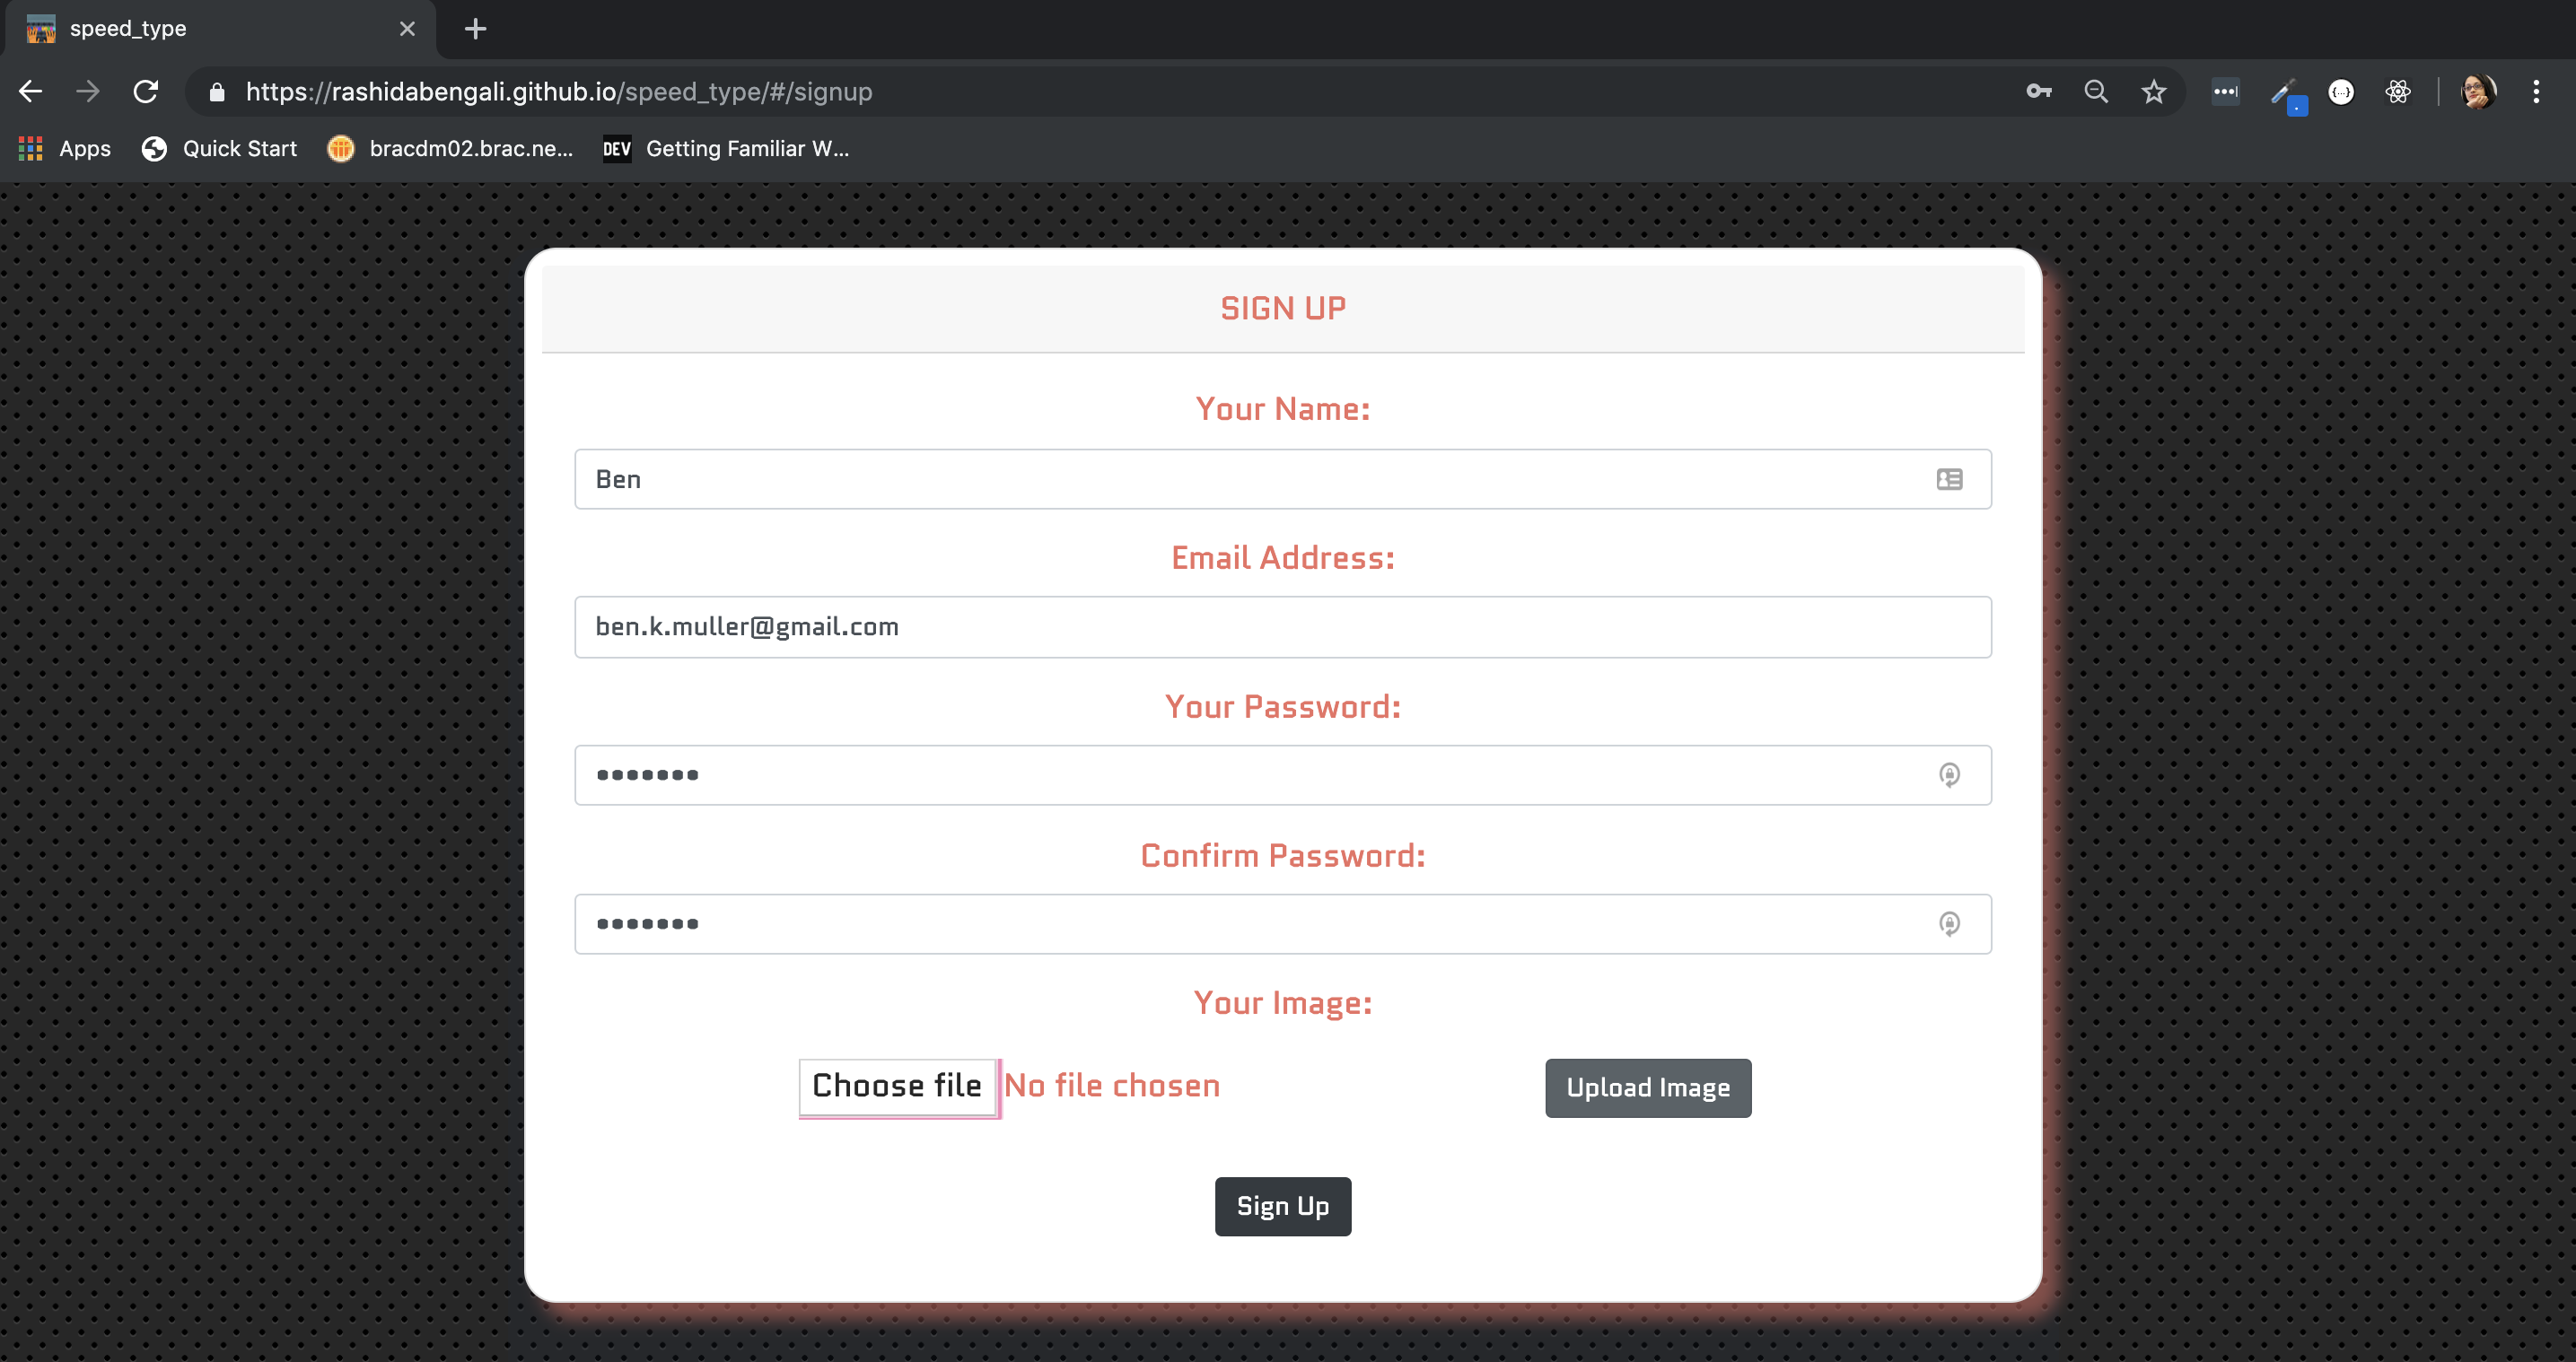 speed_type
https://rashidabengali.github.io/speed_type/#/signup
Apps Quick Start bracdm02.brac.ne... DEV Getting Familiar W...
SIGN UP
Your Name:
Ben
Email Address:
ben.k.muller@gmail.com
Your Password:
•••••••
Confirm Password:
•••••••
Your Image:
Choose file No file chosen Upload Image
Sign Up